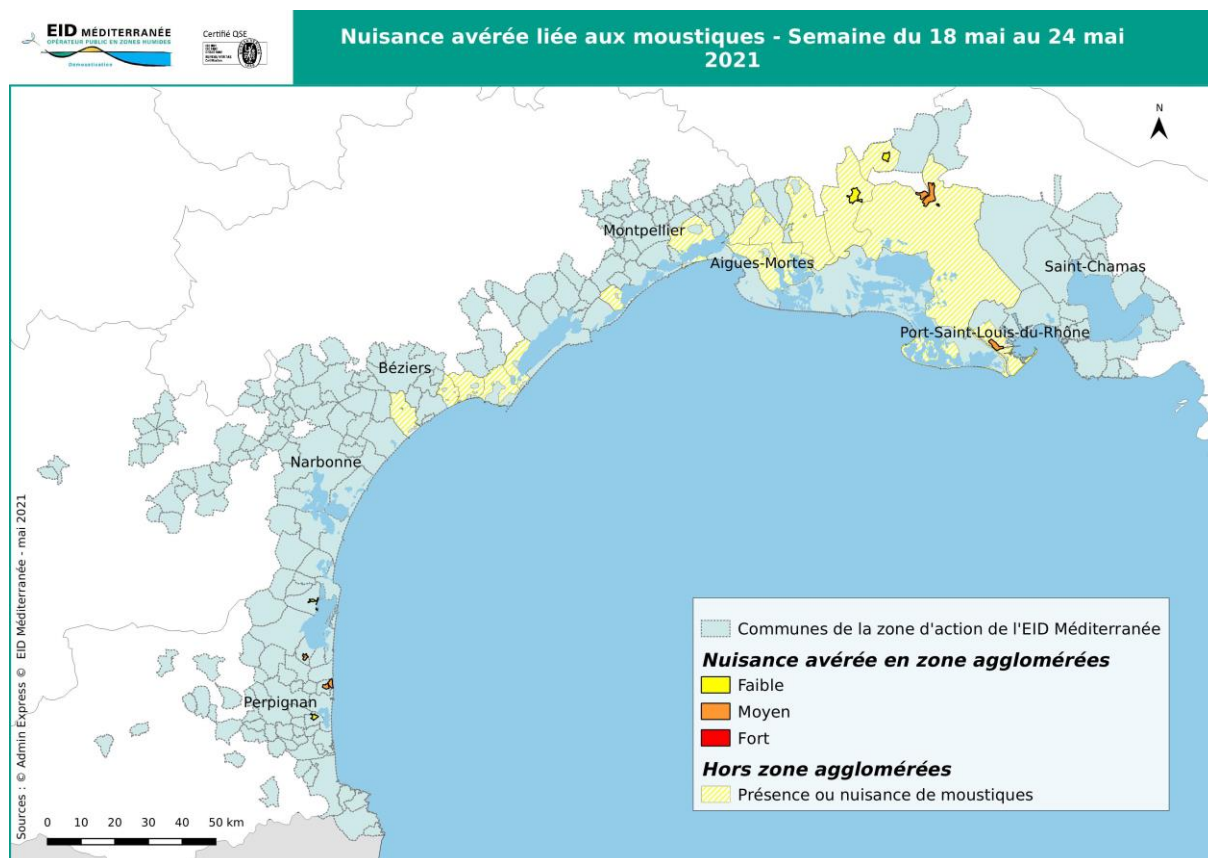 EID MÉDITERRANÉE
OPÉRATEUR PUBLIC EN ZONES HUMIDES
Démoustication
Certifié QSE
Nuisance avérée liée aux moustiques - Semaine du 18 mai au 24 mai
2021
N
Montpellier
Aigues-Mortes
Saint-Chamas
Port-Saint-Louis-du-Rhône
Béziers
Narbonne
Perpignan
Communes de la zone d'action de l'EID Méditerranée
Nuisance avérée en zone agglomérées
Faible
Moyen
Fort
Hors zone agglomérées
Présence ou nuisance de moustiques
0 10 20 30 40 50 km
Sources : © Admin Express © EID Méditerranée - mai 2021